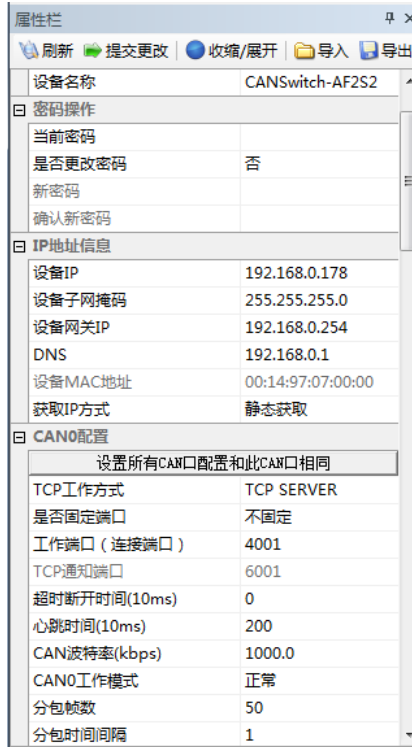 属性栏
刷新 提交更改 收缩/展开 导入 导出
设备名称 CANSwitch-AF2S2
密码操作
当前密码
是否更改密码 否
新密码
确认新密码
IP地址信息
设备IP 192.168.0.178
设备子网掩码 255.255.255.0
设备网关IP 192.168.0.254
DNS 192.168.0.1
设备MAC地址 00:14:97:07:00:00
获取IP方式 静态获取
CAN0配置
设置所有CAN口配置和此CAN口相同
TCP工作方式 TCP SERVER
是否固定端口 不固定
工作端口（连接端口） 4001
TCP通知端口 6001
超时断开时间(10ms) 0
心跳时间(10ms) 200
CAN波特率(kbps) 1000.0
CAN0工作模式 正常
分包帧数 50
分包时间间隔 1